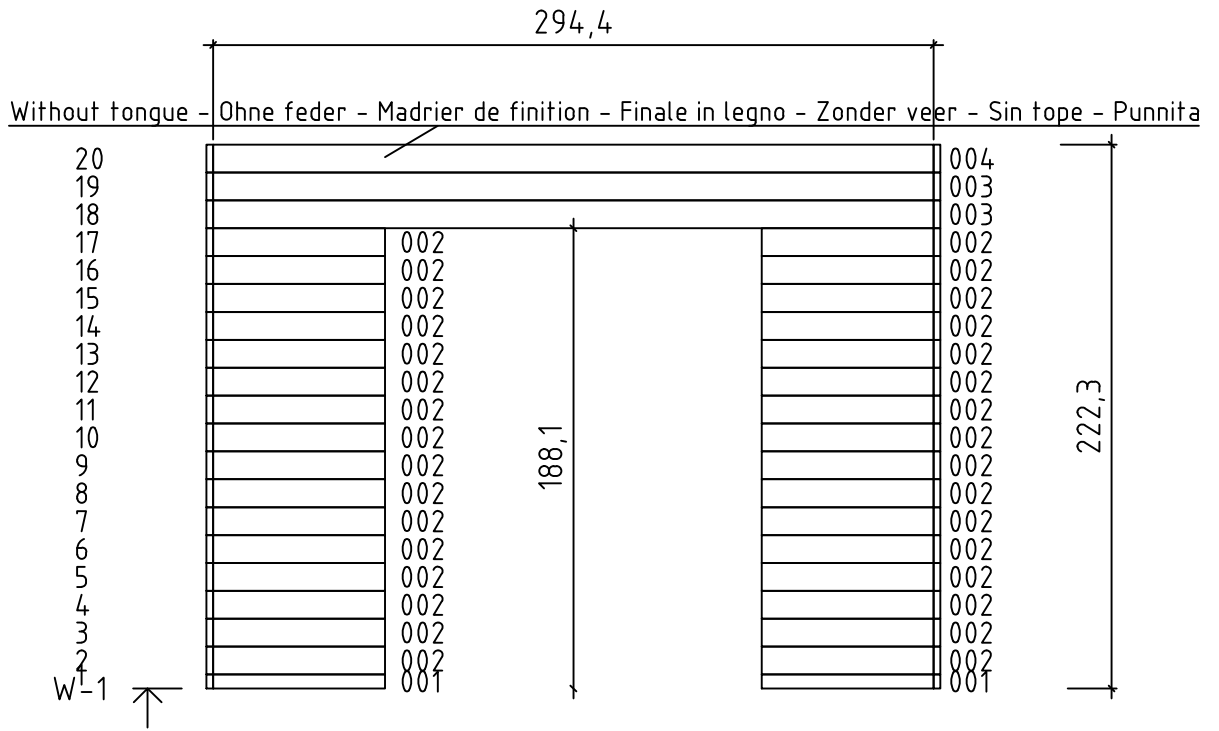 294,4
Without tongue - Ohne feder - Madrier de finition - Finale in legno - Zonder veer - Sin tope - Punnita
20 004
19 003
18 003
17 002 002
16 002 002
15 002 002
14 002 002
13 002 002
12 002 002
11 002 002
10 002 002
9 002 002
8 002 002
7 002 002
6 002 002
5 002 002
4 002 002
3 002 002
2 002 002
1 001 001
W-1
188,1
222,3